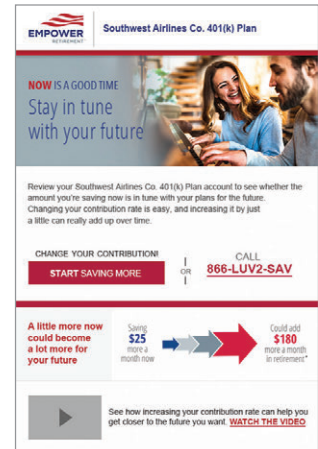 EMPOWER
RETIREMENT
Southwest Airlines Co. 401(k) Plan
NOW IS A GOOD TIME
Stay in tune
with your future
Review your Southwest Airlines Co. 401(k) Plan account to see whether the
amount you're saving now is in tune with your plans for the future.
Changing your contribution rate is easy, and increasing it by just
a little can really add up over time.
CHANGE YOUR CONTRIBUTION!
START SAVING MORE
OR
CALL
866-LUV2-SAV
A little more now
could become
a lot more for
your future
Saving
$25
more a
month now
Could add
$180
more a month
in retirement*
See how increasing your contribution rate can help you
get closer to the future you want. WATCH THE VIDEO